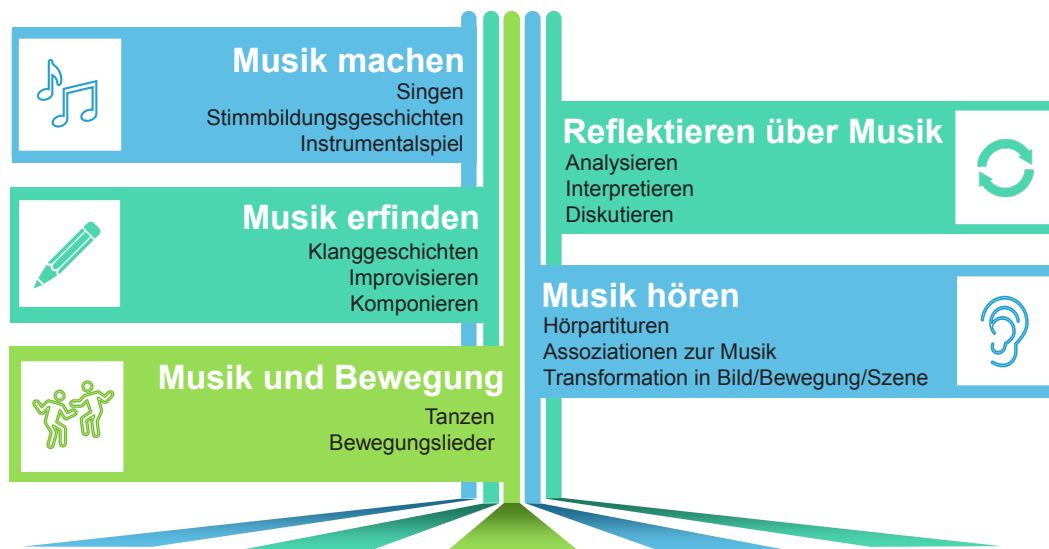 Musik machen
Singen
Stimmbildungsgeschichten
Instrumentalspiel
Musik erfinden
Klanggeschichten
Improvisieren
Komponieren
Musik und Bewegung
Tanzen
Bewegungslieder
Reflektieren über Musik
Analysieren
Interpretieren
Diskutieren
Musik hören
Hörpartituren
Assoziationen zur Musik
Transformation in Bild/Bewegung/Szene